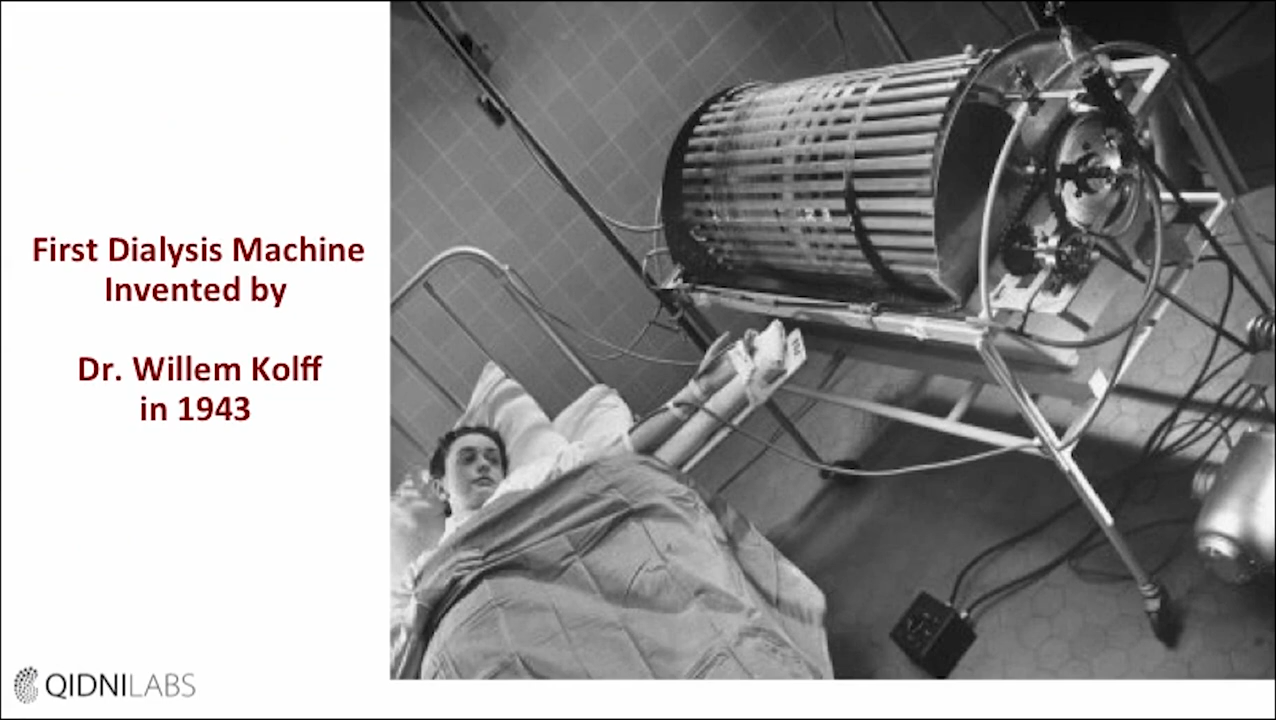 First Dialysis Machine
Invented by
Dr. Willem Kolff
in 1943
QIDNILABS